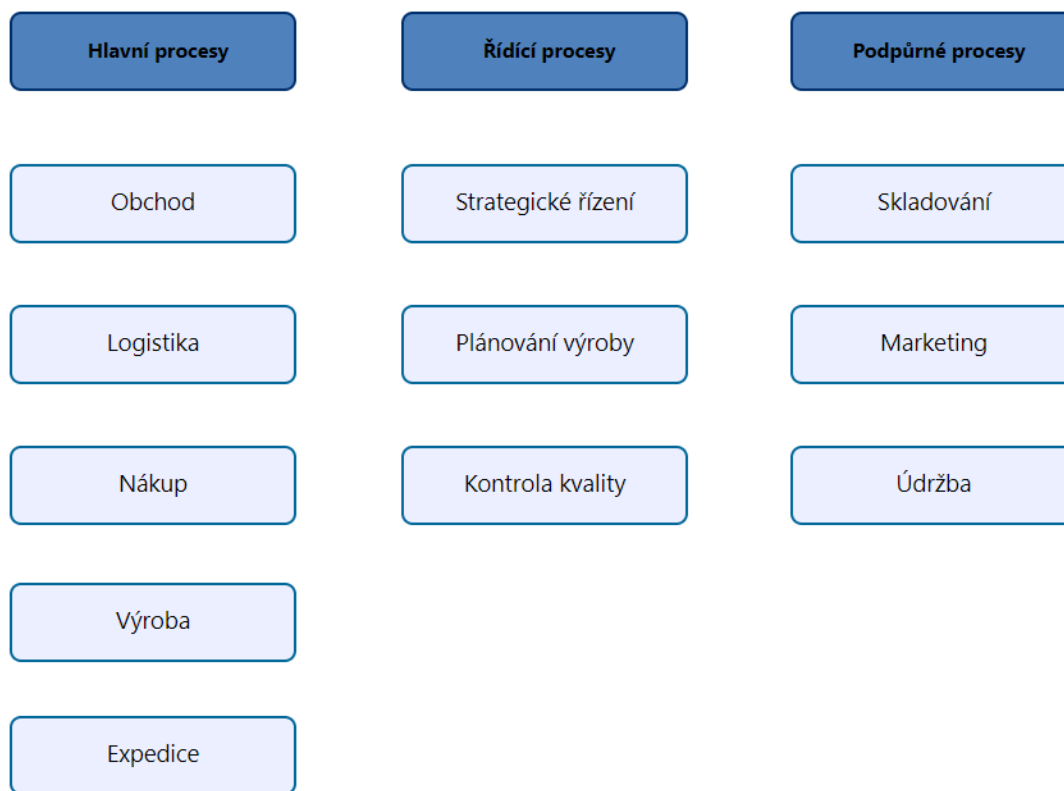 Hlavní procesy
Řídící procesy
Podpůrné procesy
Obchod
Strategické řízení
Skladování
Logistika
Plánování výroby
Marketing
Nákup
Kontrola kvality
Údržba
Výroba
Expedice